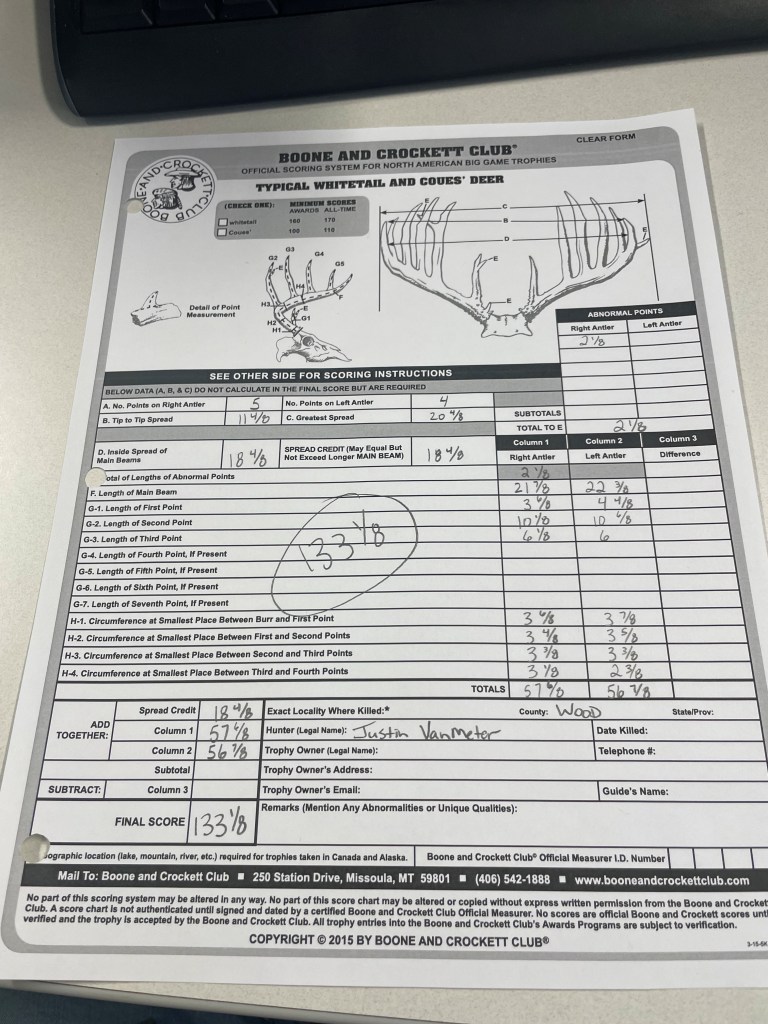 CLEAR FORM
BOONE AND CROCKETT CLUB®
OFFICIAL SCORING SYSTEM FOR NORTH AMERICAN BIG GAME TROPHIES
TYPICAL WHITETAIL AND COUES' DEER
BOONE·AND·CROCKETT·CLUB
(CHECK ONE): MINIMUM SCORES
AWARDS ALL-TIME
whitetail 160 170
Coues' 100 110
C
B
D
E
E
E
E
G2 G3 G4 G5
E
H4
F
H3
E
G1
H2
H1
Detail of Point
Measurement
ABNORMAL POINTS
Right Antler Left Antler
2 1/8
SEE OTHER SIDE FOR SCORING INSTRUCTIONS
BELOW DATA (A, B, & C) DO NOT CALCULATE IN THE FINAL SCORE BUT ARE REQUIRED
A. No. Points on Right Antler 5 No. Points on Left Antler 4
B. Tip to Tip Spread 11 4/8 C. Greatest Spread 20 4/8 SUBTOTALS
TOTAL TO E 2 1/8
D. Inside Spread of
Main Beams 18 4/8 SPREAD CREDIT (May Equal But
Not Exceed Longer MAIN BEAM) 18 4/8
Column 1 Column 2 Column 3
Right Antler Left Antler Difference
otal of Lengths of Abnormal Points 2 1/8
F. Length of Main Beam 21 7/8 22 3/8
G-1. Length of First Point 3 4 4/8
G-2. Length of Second Point 10 10 6/8
G-3. Length of Third Point 6 1/8 6
G-4. Length of Fourth Point, If Present
G-5. Length of Fifth Point, If Present
G-6. Length of Sixth Point, If Present
G-7. Length of Seventh Point, If Present
133 1/8
H-1. Circumference at Smallest Place Between Burr and First Point 3 6/8 3 7/8
H-2. Circumference at Smallest Place Between First and Second Points 3 4/8 3 5/8
H-3. Circumference at Smallest Place Between Second and Third Points 3 3/8 3 3/8
H-4. Circumference at Smallest Place Between Third and Fourth Points 3 1/8 2 3/8
TOTALS 57 6/8 56 7/8
ADD
TOGETHER:
Spread Credit 18 4/8 Exact Locality Where Killed:* County: Wood State/Prov:
Column 1 57 6/8 Hunter (Legal Name): Justin VanMeter Date Killed:
Column 2 56 7/8 Trophy Owner (Legal Name): Telephone #:
Subtotal Trophy Owner's Address:
SUBTRACT: Column 3 Trophy Owner's Email: Guide's Name:
FINAL SCORE 133 1/8 Remarks (Mention Any Abnormalities or Unique Qualities):
ographic location (lake, mountain, river, etc.) required for trophies taken in Canada and Alaska. Boone and Crockett Club® Official Measurer I.D. Number
Mail To: Boone and Crockett Club ■ 250 Station Drive, Missoula, MT 59801 ■ (406) 542-1888 ■ www.booneandcrockettclub.com
No part of this scoring system may be altered in any way. No part of this score chart may be altered or copied without express written permission from the Boone and Crocket
Club. A score chart is not authenticated until signed and dated by a certified Boone and Crockett Club Official Measurer. No scores are official Boone and Crockett scores unt
verified and the trophy is accepted by the Boone and Crockett Club. All trophy entries into the Boone and Crockett Club's Awards Programs are subject to verification.
COPYRIGHT © 2015 BY BOONE AND CROCKETT CLUB®